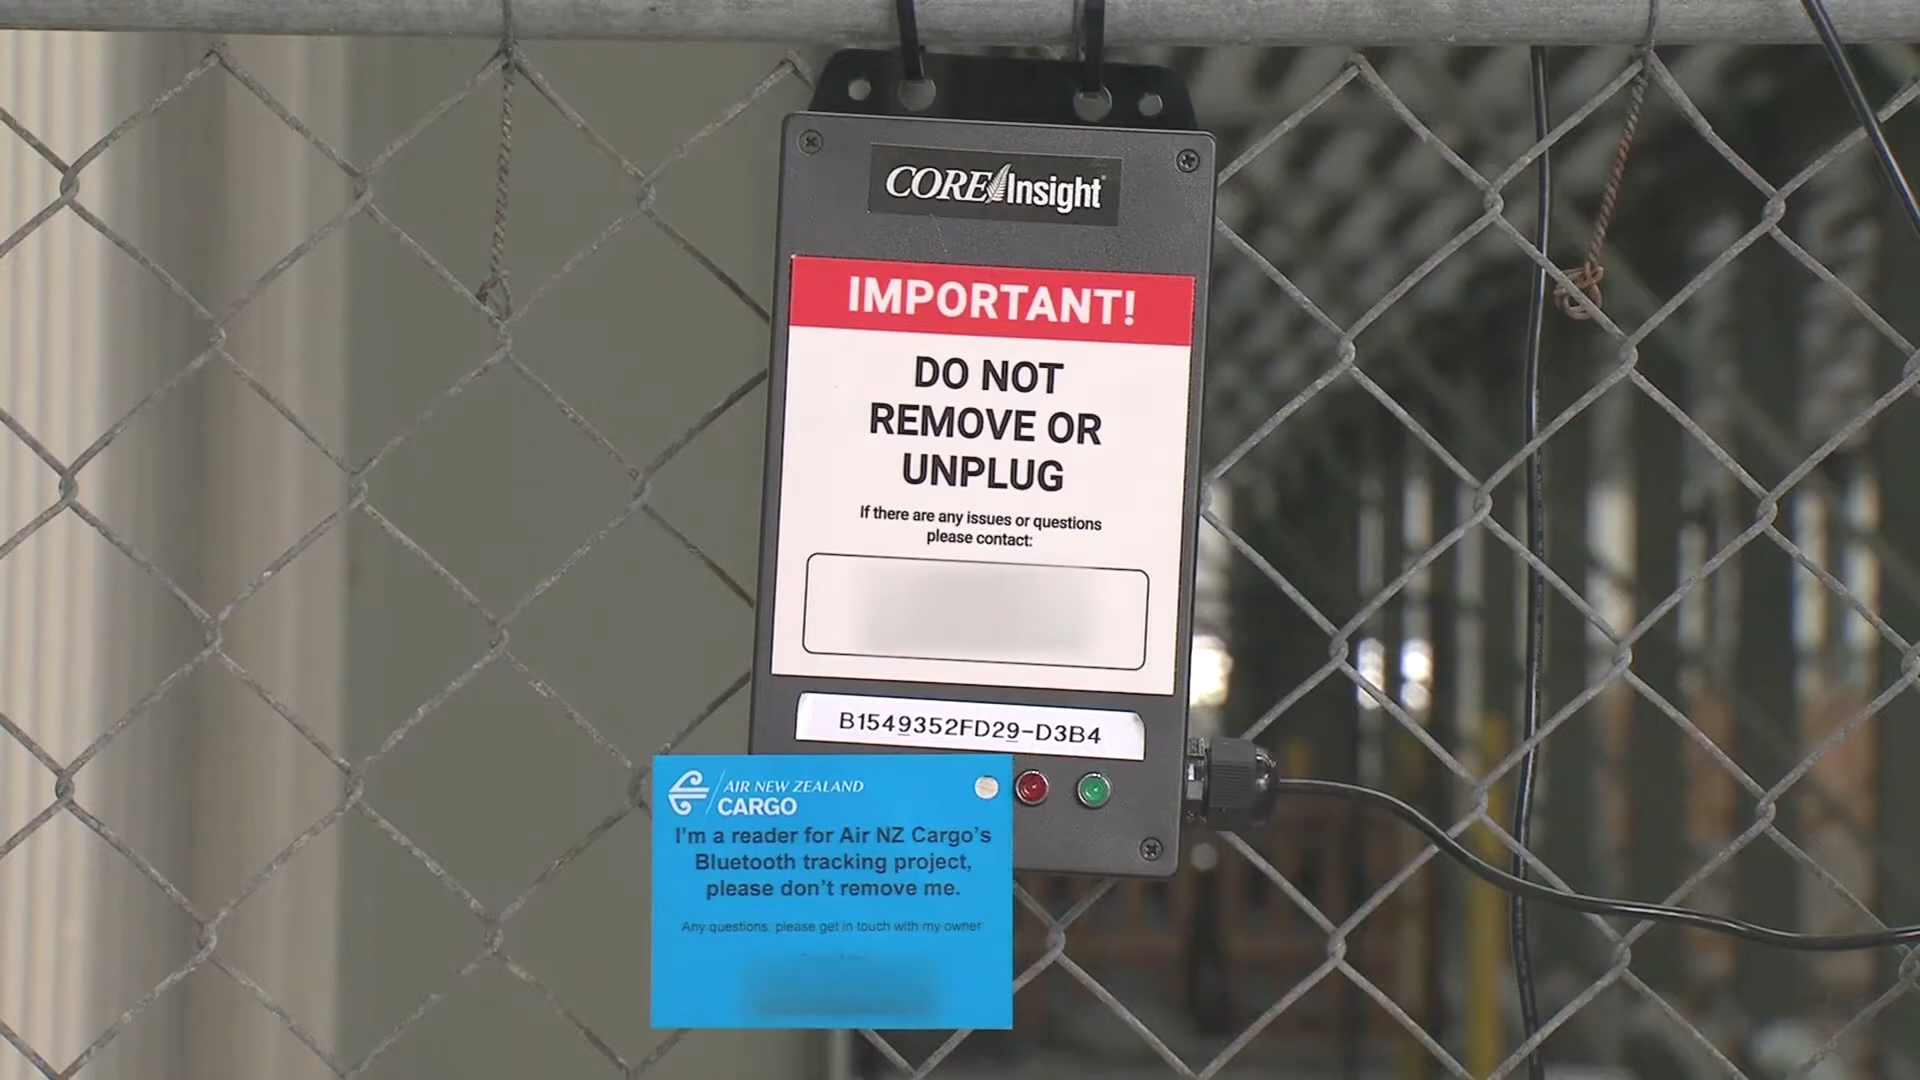 CORE Insight
IMPORTANT!
DO NOT
REMOVE OR
UNPLUG
If there are any issues or questions
please contact:
B1549352FD29-D3B4
AIR NEW ZEALAND
CARGO
I'm a reader for Air NZ Cargo's
Bluetooth tracking project,
please don't remove me.
Any questions, please get in touch with my owner